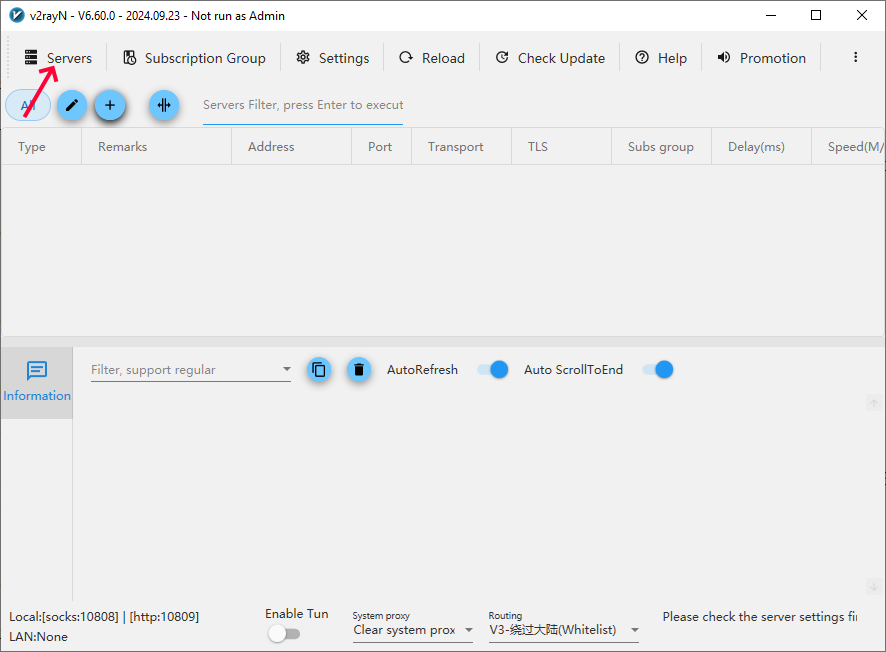 v2rayN - V6.60.0 - 2024.09.23 - Not run as Admin
Servers Subscription Group Settings Reload Check Update Help Promotion
All Servers Filter, press Enter to execut
Type Remarks Address Port Transport TLS Subs group Delay(ms) Speed(M/
Filter, support regular AutoRefresh Auto ScrollToEnd
Information
Local:[socks:10808] | [http:10809]
LAN:None
Enable Tun
System proxy
Clear system prox
Routing
V3-绕过大陆(Whitelist)
Please check the server settings fir